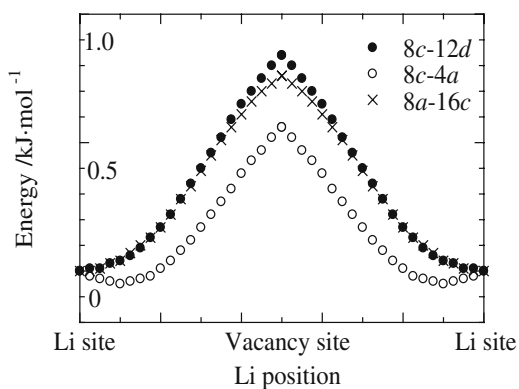 1.0
8c-12d
8c-4a
8a-16c
0.5
Energy /kJ·mol⁻¹
0
Li site Vacancy site Li site
Li position